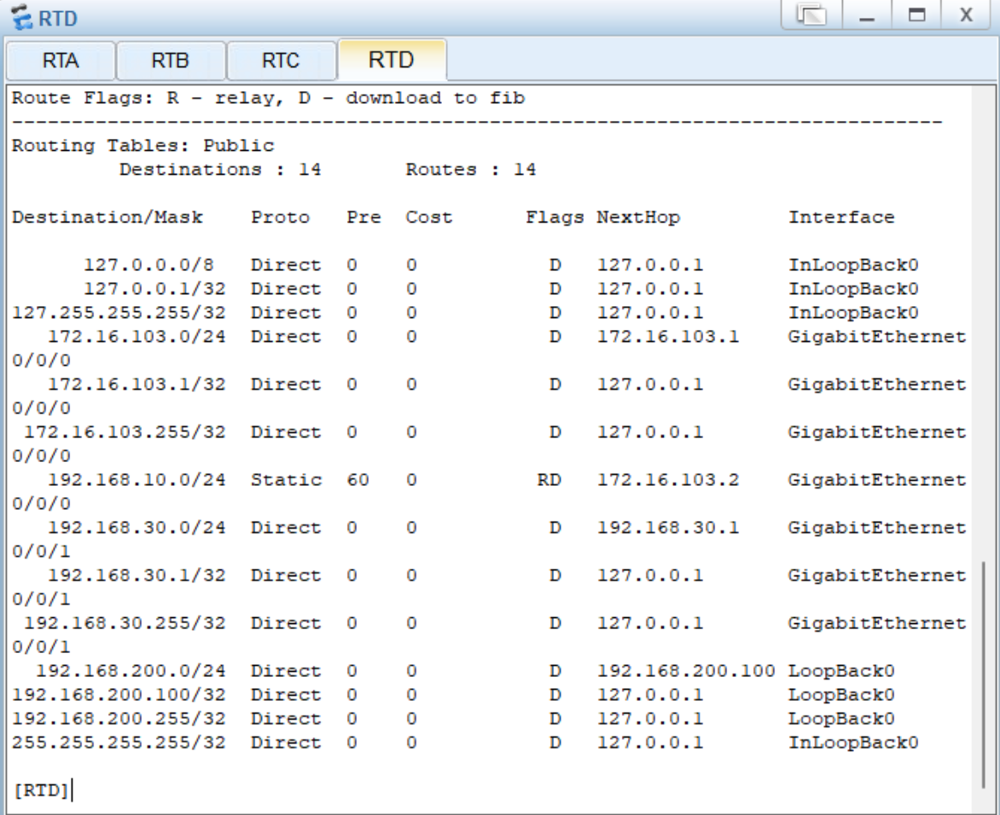 RTD
RTA RTB RTC RTD
Route Flags: R - relay, D - download to fib
------------------------------------------------------------------------------
Routing Tables: Public
         Destinations : 14       Routes : 14

Destination/Mask    Proto   Pre  Cost      Flags NextHop         Interface

      127.0.0.0/8   Direct  0    0           D   127.0.0.1       InLoopBack0
      127.0.0.1/32  Direct  0    0           D   127.0.0.1       InLoopBack0
127.255.255.255/32  Direct  0    0           D   127.0.0.1       InLoopBack0
   172.16.103.0/24  Direct  0    0           D   172.16.103.1    GigabitEthernet
0/0/0
   172.16.103.1/32  Direct  0    0           D   127.0.0.1       GigabitEthernet
0/0/0
 172.16.103.255/32  Direct  0    0           D   127.0.0.1       GigabitEthernet
0/0/0
   192.168.10.0/24  Static  60   0          RD   172.16.103.2    GigabitEthernet
0/0/0
   192.168.30.0/24  Direct  0    0           D   192.168.30.1    GigabitEthernet
0/0/1
   192.168.30.1/32  Direct  0    0           D   127.0.0.1       GigabitEthernet
0/0/1
 192.168.30.255/32  Direct  0    0           D   127.0.0.1       GigabitEthernet
0/0/1
  192.168.200.0/24  Direct  0    0           D   192.168.200.100 LoopBack0
192.168.200.100/32  Direct  0    0           D   127.0.0.1       LoopBack0
192.168.200.255/32  Direct  0    0           D   127.0.0.1       LoopBack0
255.255.255.255/32  Direct  0    0           D   127.0.0.1       InLoopBack0

[RTD]